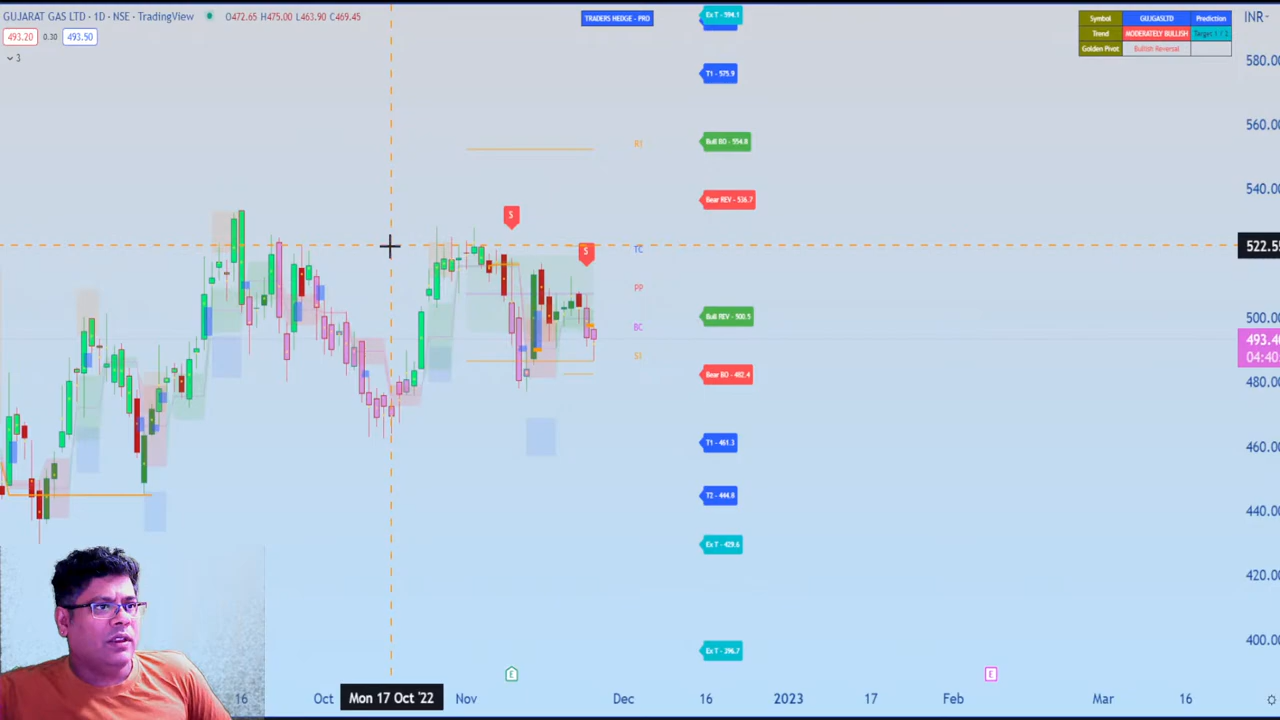 GUJARAT GAS LTD · 1D · NSE · TradingView
O472.65 H475.00 L463.90 C469.45
493.20 0.30 493.50
3
TRADERS HEDGE - PRO
Symbol GUJGASLTD Prediction
Trend MODERATELY BULLISH Target 1 / 2
Golden Pivot Bullish Reversal
INR
Ex T - 594.1
T1 - 575.9
Bull BO - 554.8
Bear REV - 536.7
Bull REV - 500.5
Bear BO - 482.4
T1 - 461.3
T2 - 444.8
Ex T - 429.6
Ex T - 396.7
S
S
TC
PP
BC
580.00
560.00
540.00
522.55
500.00
493.40
04:40
480.00
460.00
440.00
420.00
400.00
E
E
16 Oct Mon 17 Oct '22 Nov Dec 16 2023 17 Feb Mar 16